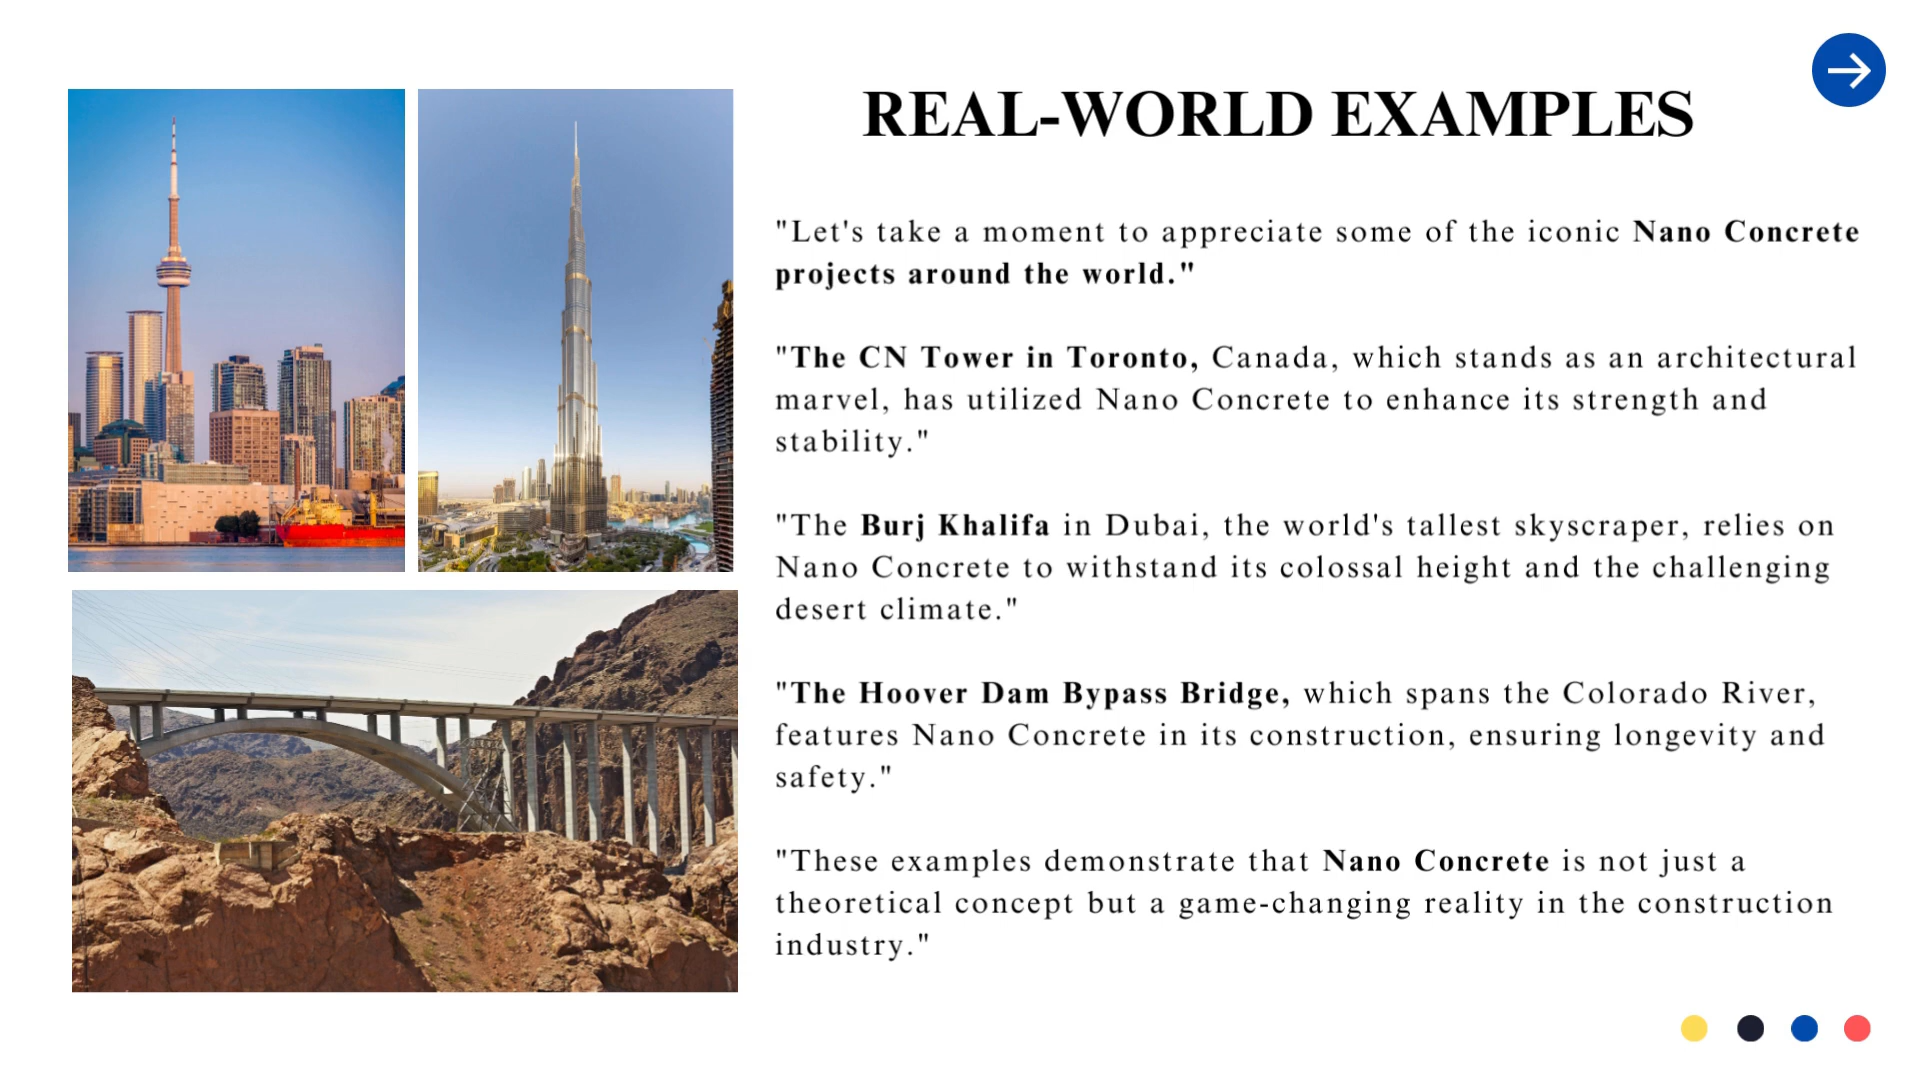 REAL-WORLD EXAMPLES
"Let's take a moment to appreciate some of the iconic Nano Concrete
projects around the world."
"The CN Tower in Toronto, Canada, which stands as an architectural
marvel, has utilized Nano Concrete to enhance its strength and
stability."
"The Burj Khalifa in Dubai, the world's tallest skyscraper, relies on
Nano Concrete to withstand its colossal height and the challenging
desert climate."
"The Hoover Dam Bypass Bridge, which spans the Colorado River,
features Nano Concrete in its construction, ensuring longevity and
safety."
"These examples demonstrate that Nano Concrete is not just a
theoretical concept but a game-changing reality in the construction
industry."